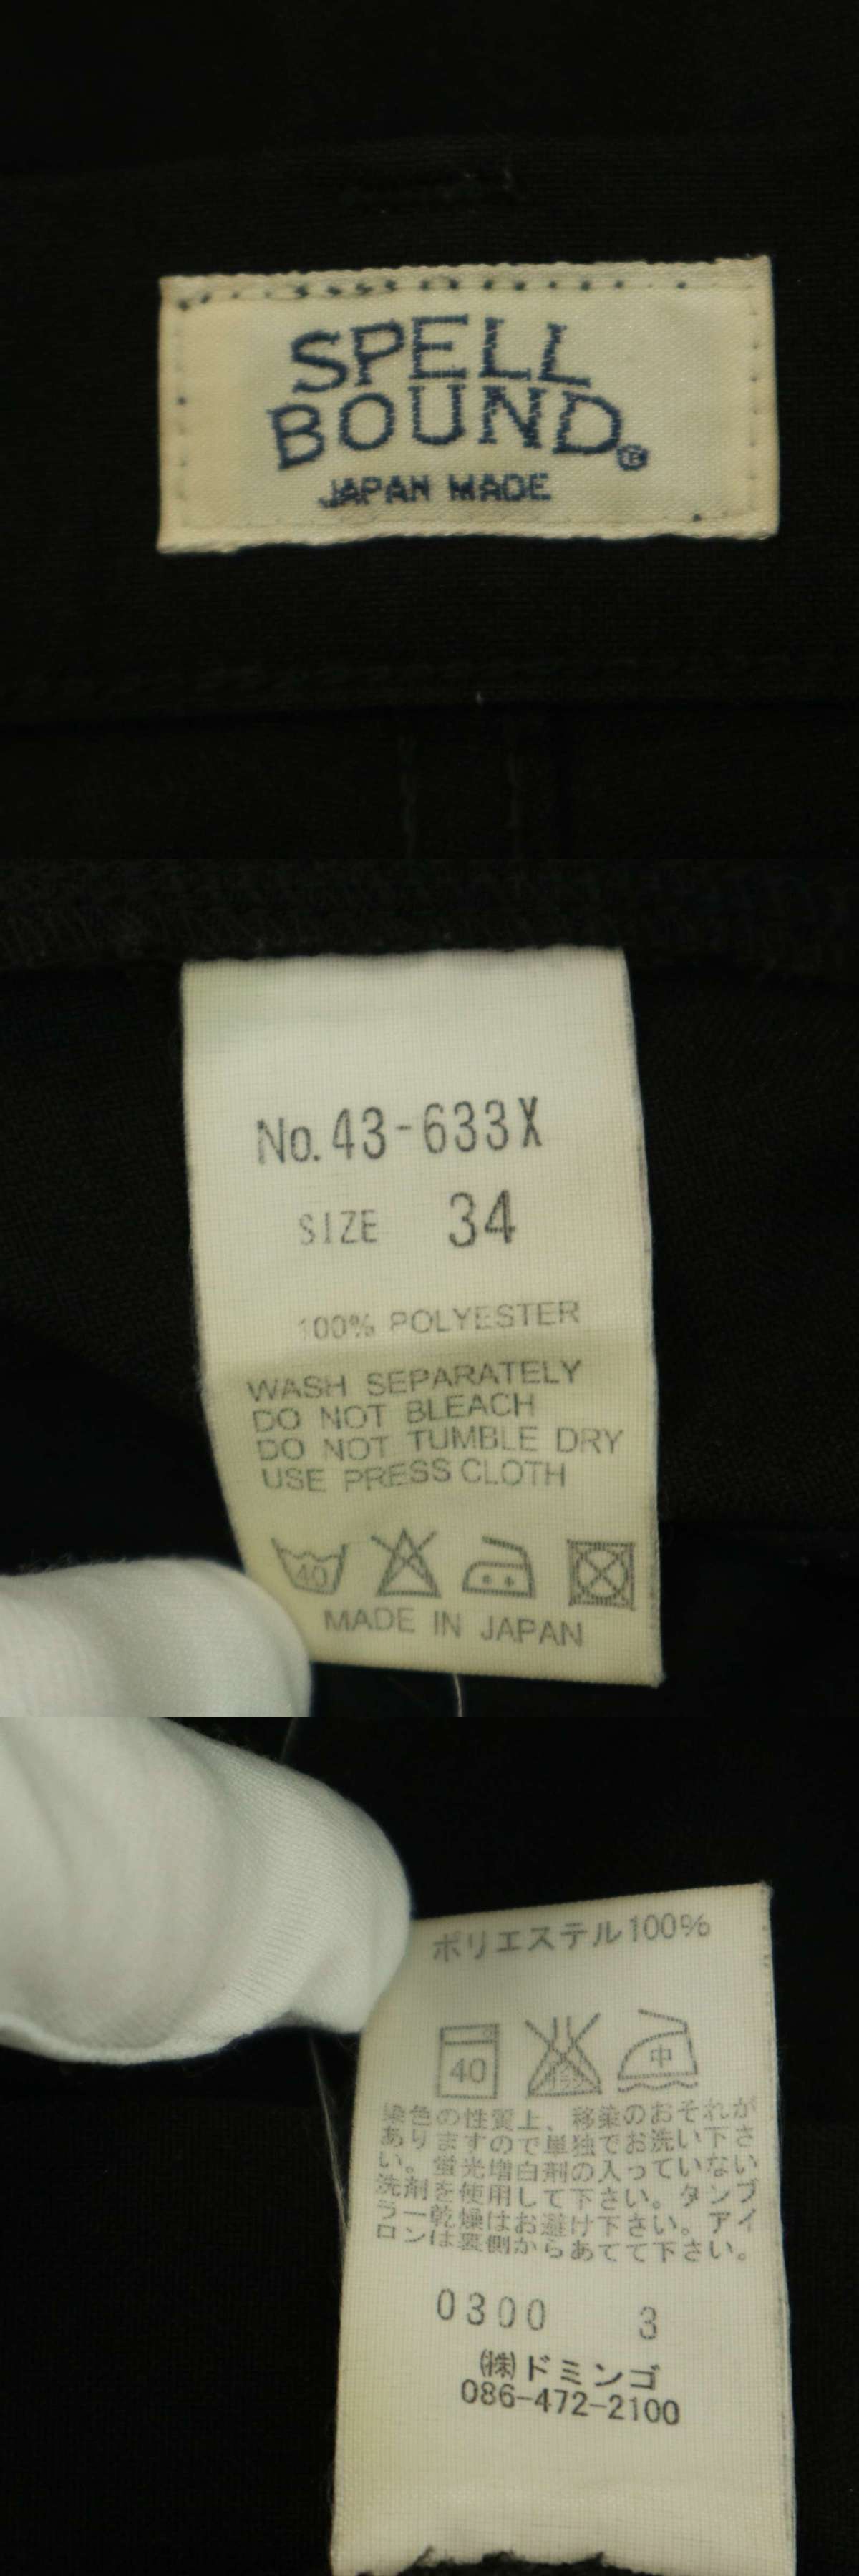 SPELL
BOUND®
JAPAN MADE
No. 43-633X
SIZE 34
100% POLYESTER
WASH SEPARATELY
DO NOT BLEACH
DO NOT TUMBLE DRY
USE PRESS CLOTH
40
MADE IN JAPAN
ポリエステル100%
40 中
染色の性質上、移染のおそれが
ありますので単独でお洗い下さ
い。蛍光増白剤の入っていない
洗剤を使用して下さい。タンブ
ラー乾燥はお避け下さい。アイ
ロンは裏側からあてて下さい。
0300 3
㈱ドミンゴ
086-472-2100